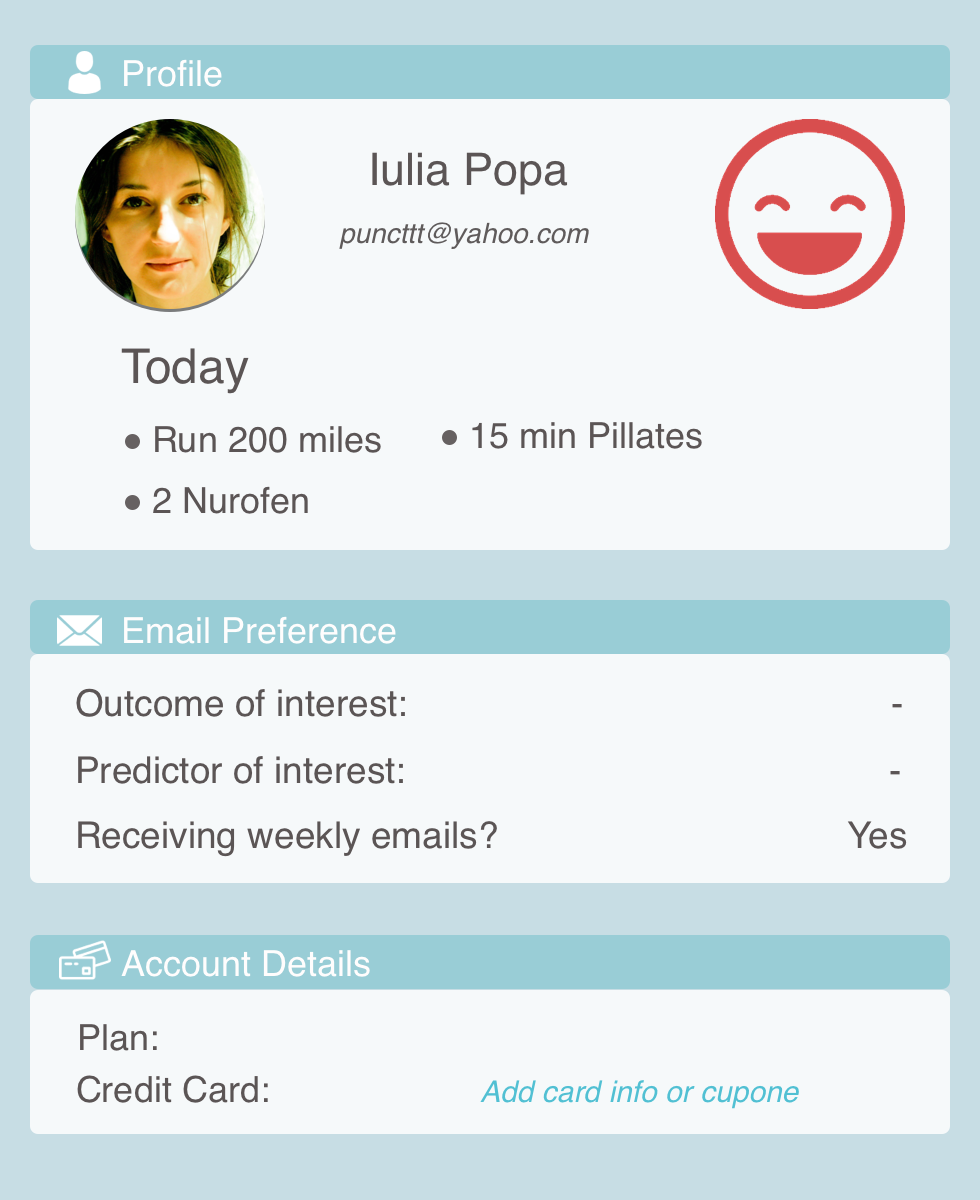 Profile
Iulia Popa
puncttt@yahoo.com
Today
• Run 200 miles
• 15 min Pillates
• 2 Nurofen
Email Preference
Outcome of interest: -
Predictor of interest: -
Receiving weekly emails? Yes
Account Details
Plan:
Credit Card: Add card info or cupone